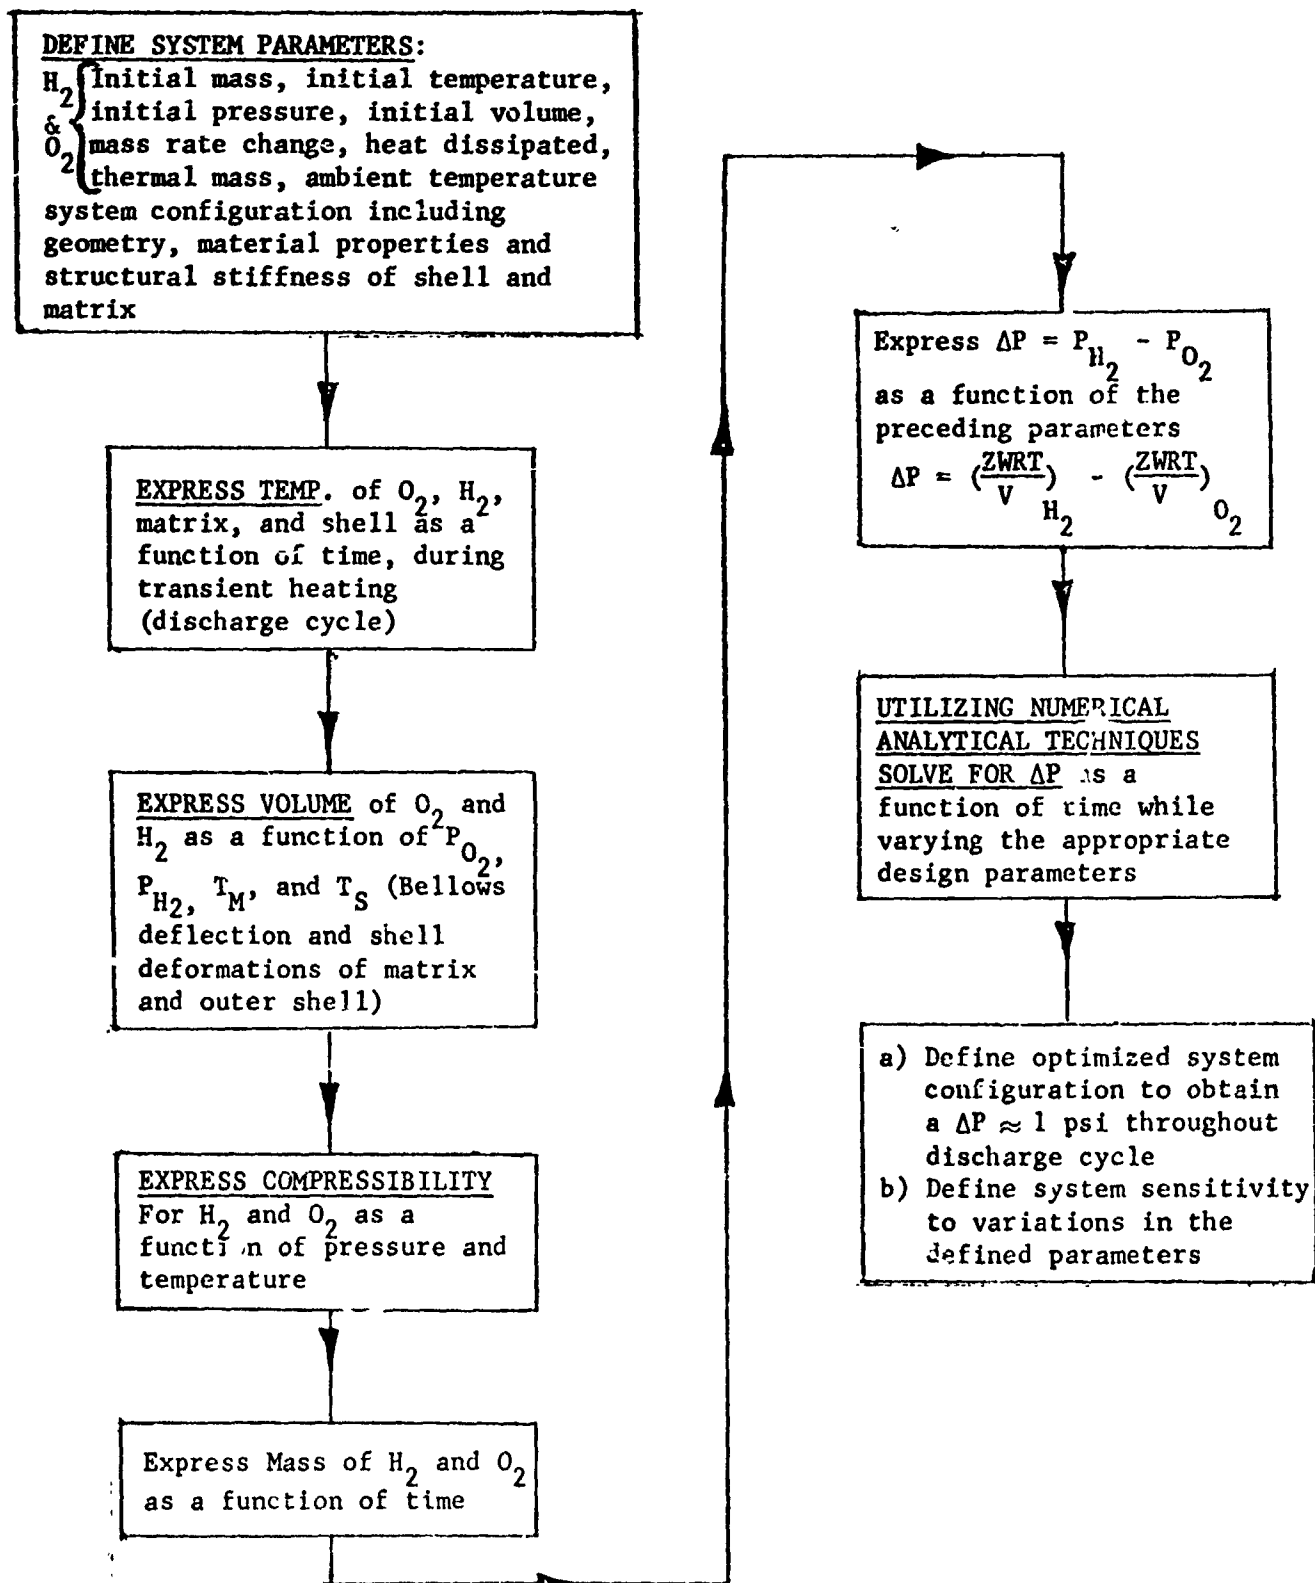 DEFINE SYSTEM PARAMETERS:
H2 & O2 { Initial mass, initial temperature,
initial pressure, initial volume,
mass rate change, heat dissipated,
thermal mass, ambient temperature
system configuration including
geometry, material properties and
structural stiffness of shell and
matrix
EXPRESS TEMP. of O2, H2,
matrix, and shell as a
function of time, during
transient heating
(discharge cycle)
EXPRESS VOLUME of O2 and
H2 as a function of PO2,
PH2, TM, and TS (Bellows
deflection and shell
deformations of matrix
and outer shell)
EXPRESS COMPRESSIBILITY
For H2 and O2 as a
function of pressure and
temperature
Express Mass of H2 and O2
as a function of time
Express ΔP = PH2 - PO2
as a function of the
preceding parameters
ΔP = (ZWRT/V)H2 - (ZWRT/V)O2
UTILIZING NUMERICAL
ANALYTICAL TECHNIQUES
SOLVE FOR ΔP as a
function of time while
varying the appropriate
design parameters
a) Define optimized system
configuration to obtain
a ΔP ≈ 1 psi throughout
discharge cycle
b) Define system sensitivity
to variations in the
defined parameters